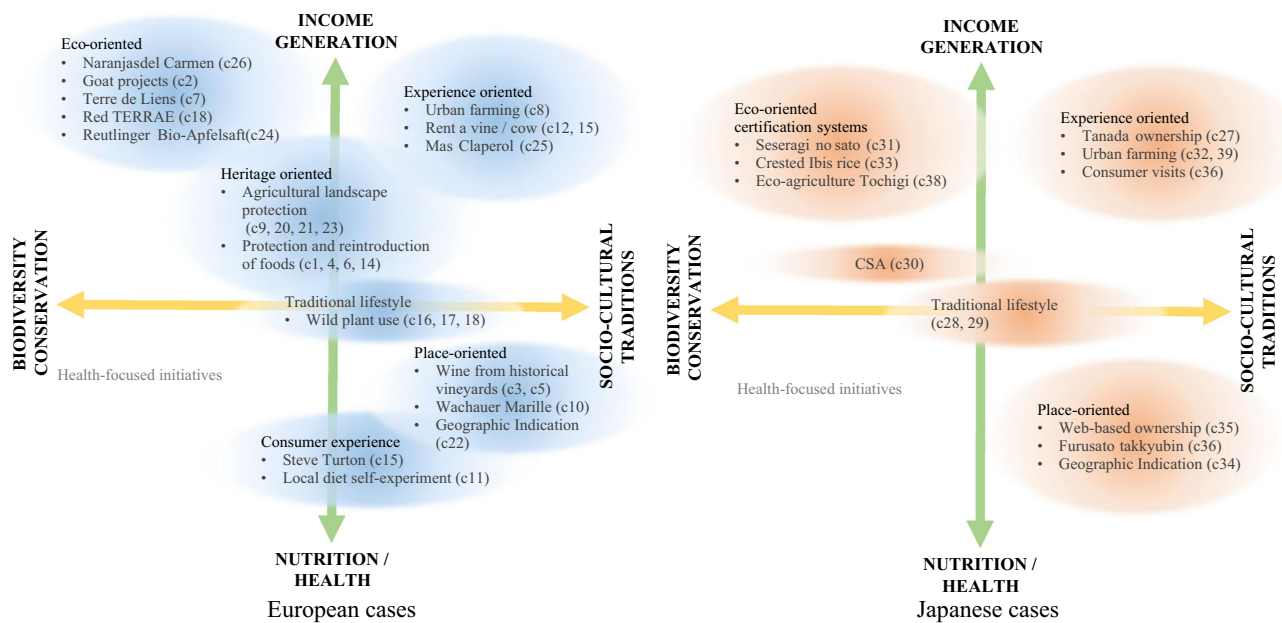 INCOME
GENERATION
Eco-oriented
• Naranjasdel Carmen (c26)
• Goat projects (c2)
• Terre de Liens (c7)
• Red TERRAE (c18)
• Reutlinger Bio-Apfelsaft(c24)
Experience oriented
• Urban farming (c8)
• Rent a vine / cow (c12, 15)
• Mas Claperol (c25)
Heritage oriented
• Agricultural landscape
protection
(c9, 20, 21, 23)
• Protection and reintroduction
of foods (c1, 4, 6, 14)
BIODIVERSITY
CONSERVATION
SOCIO-CULTURAL
TRADITIONS
Traditional lifestyle
• Wild plant use (c16, 17, 18)
Health-focused initiatives
Place-oriented
• Wine from historical
vineyards (c3, c5)
• Wachauer Marille (c10)
• Geographic Indication
(c22)
Consumer experience
• Steve Turton (c15)
• Local diet self-experiment (c11)
NUTRITION /
HEALTH
European cases
INCOME
GENERATION
Eco-oriented
certification systems
• Seseragi no sato (c31)
• Crested Ibis rice (c33)
• Eco-agriculture Tochigi (c38)
Experience oriented
• Tanada ownership (c27)
• Urban farming (c32, 39)
• Consumer visits (c36)
CSA (c30)
BIODIVERSITY
CONSERVATION
SOCIO-CULTURAL
TRADITIONS
Traditional lifestyle
(c28, 29)
Health-focused initiatives
Place-oriented
• Web-based ownership (c35)
• Furusato takkyubin (c36)
• Geographic Indication (c34)
NUTRITION /
HEALTH
Japanese cases